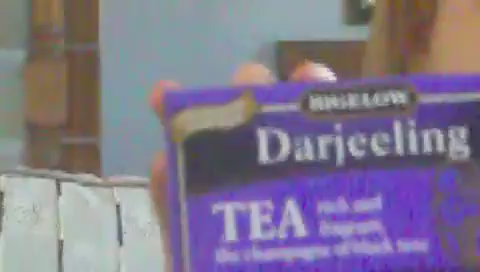 BIGELOW
Darjeeling
TEA rich and
fragrant,
the champagne of black teas